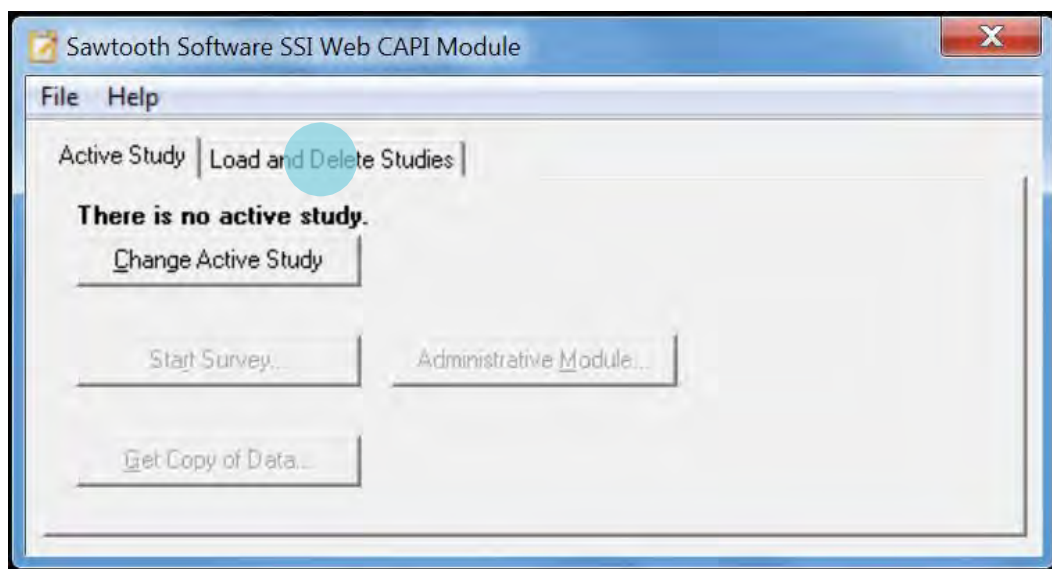 Sawtooth Software SSI Web CAPI Module
File Help
Active Study Load and Delete Studies
There is no active study.
Change Active Study
Start Survey... Administrative Module...
Get Copy of Data...